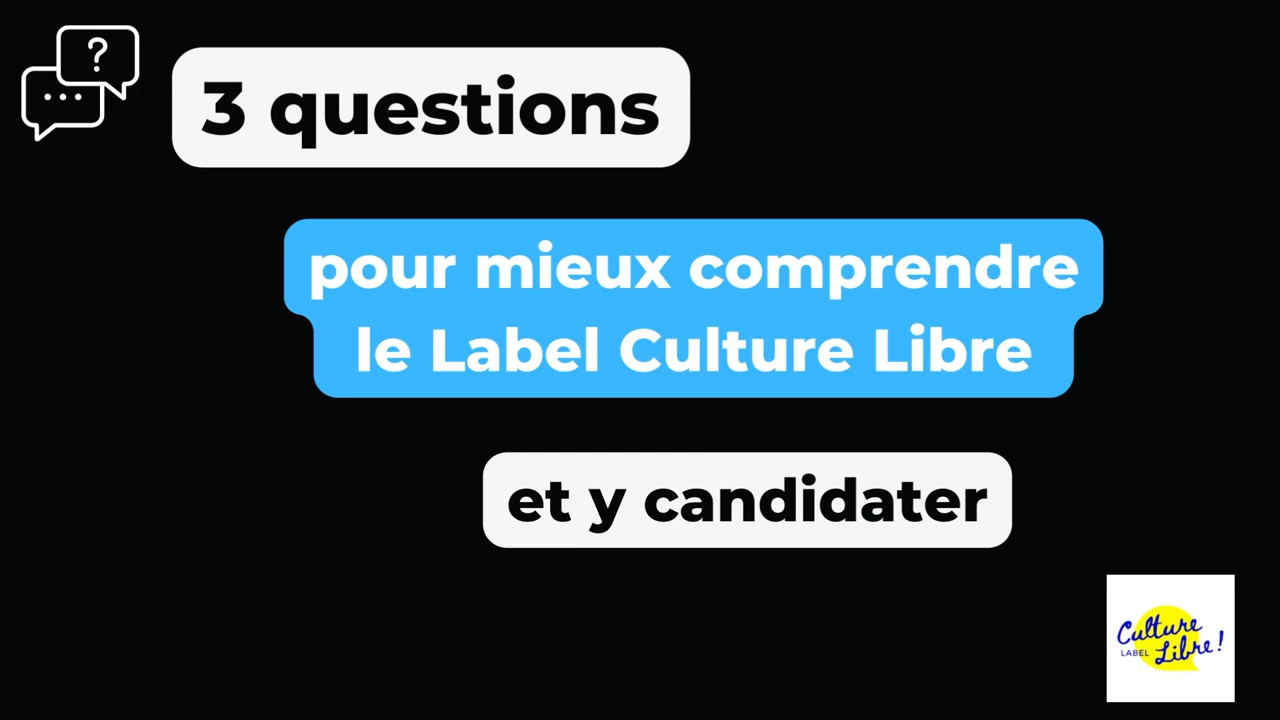 ?
3 questions
pour mieux comprendre
le Label Culture Libre
et y candidater
Culture
LABEL Libre!